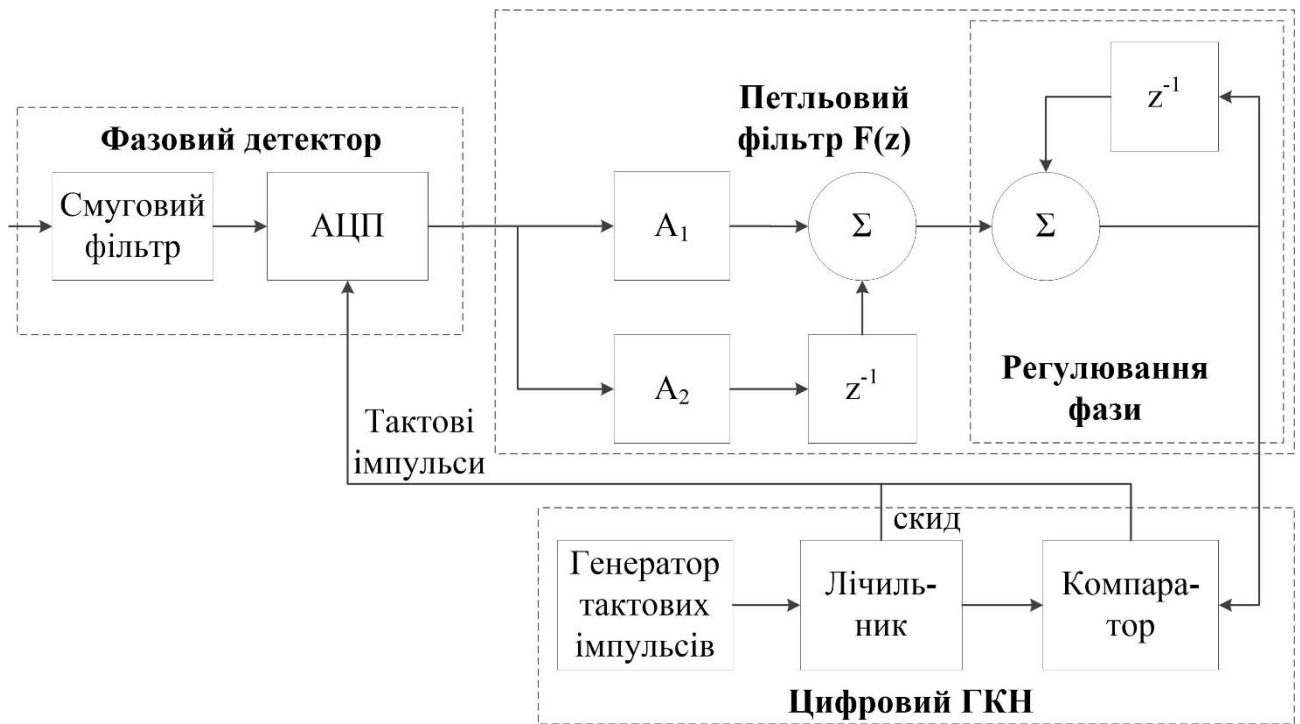 Фазовий детектор
Смуговий
фільтр
АЦП
Петльовий
фільтр F(z)
A₁
Σ
A₂
z⁻¹
z⁻¹
Σ
Регулювання
фази
Тактові
імпульси
скид
Генератор
тактових
імпульсів
Лічиль-
ник
Компара-
тор
Цифровий ГКН